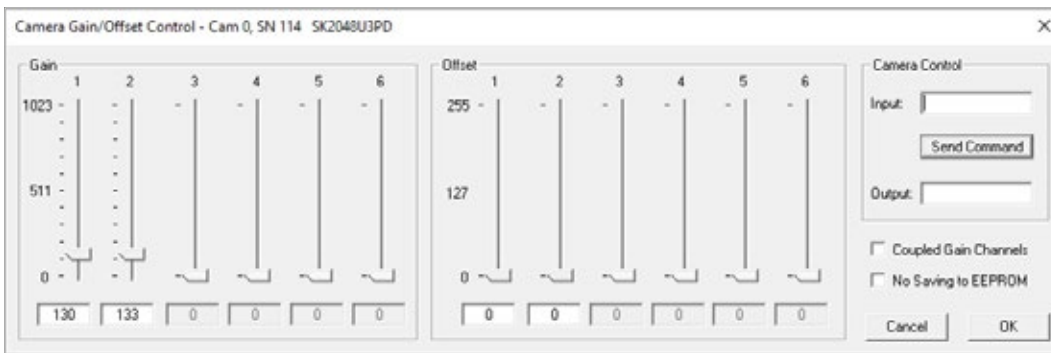 Camera Gain/Offset Control - Cam 0, SN 114 SK2048U3PD
Gain
1 2 3 4 5 6
1023
511
0
130 133 0 0 0 0
Offset
1 2 3 4 5 6
255
127
0
0 0 0 0 0 0
Camera Control
Input:
Send Command
Output:
Coupled Gain Channels
No Saving to EEPROM
Cancel OK